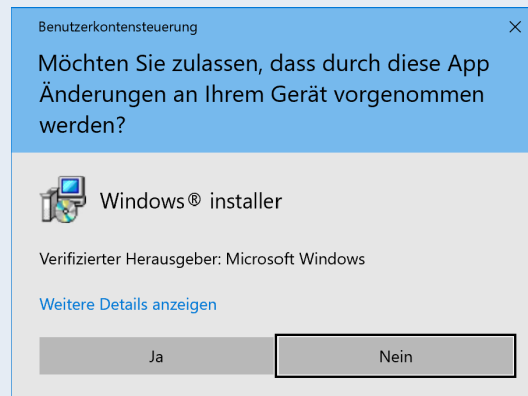 Benutzerkontensteuerung
Möchten Sie zulassen, dass durch diese App
Änderungen an Ihrem Gerät vorgenommen
werden?
Windows® installer
Verifizierter Herausgeber: Microsoft Windows
Weitere Details anzeigen
Ja
Nein